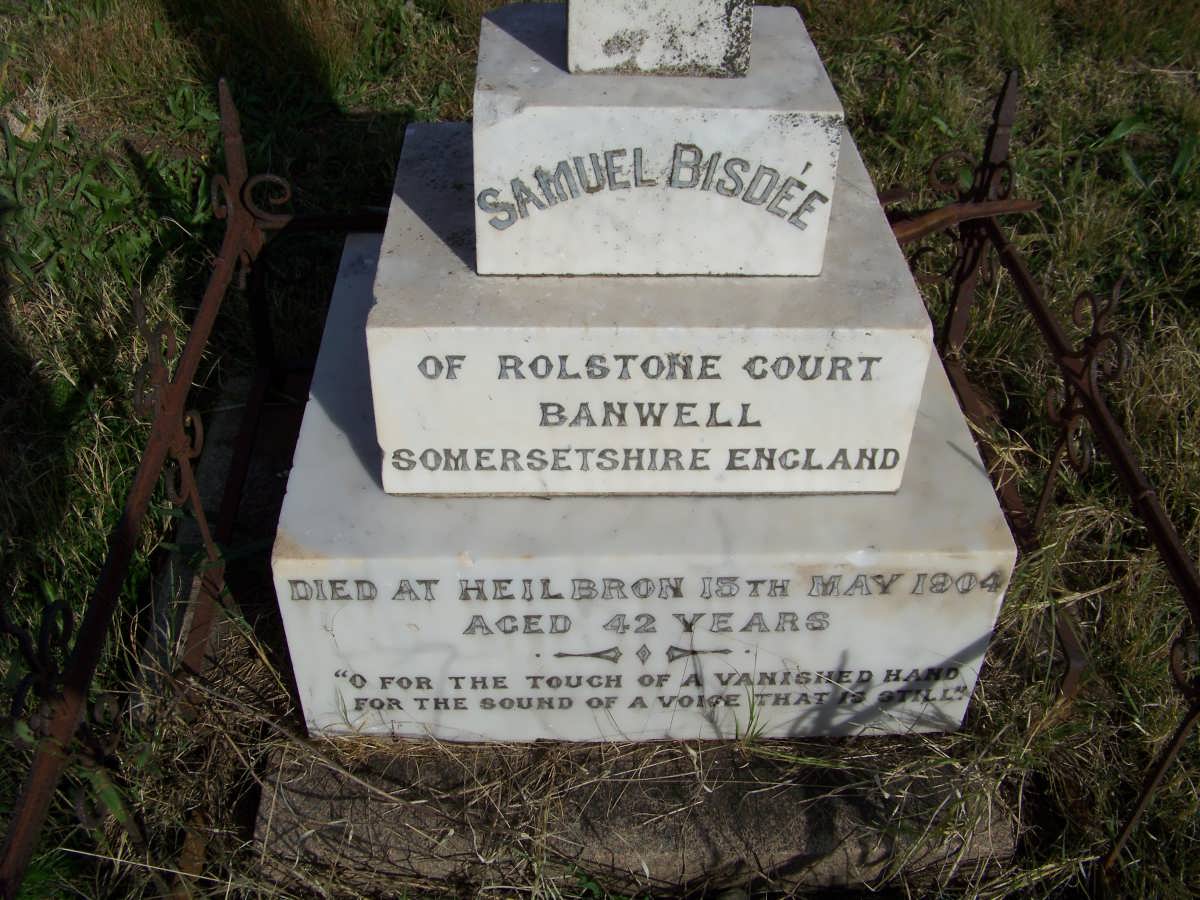 SAMUEL BISDÉE
OF ROLSTONE COURT
BANWELL
SOMERSETSHIRE ENGLAND
DIED AT HEILBRON 15TH MAY 1904
AGED 42 YEARS
"O FOR THE TOUCH OF A VANISHED HAND
FOR THE SOUND OF A VOICE THAT IS STILL"